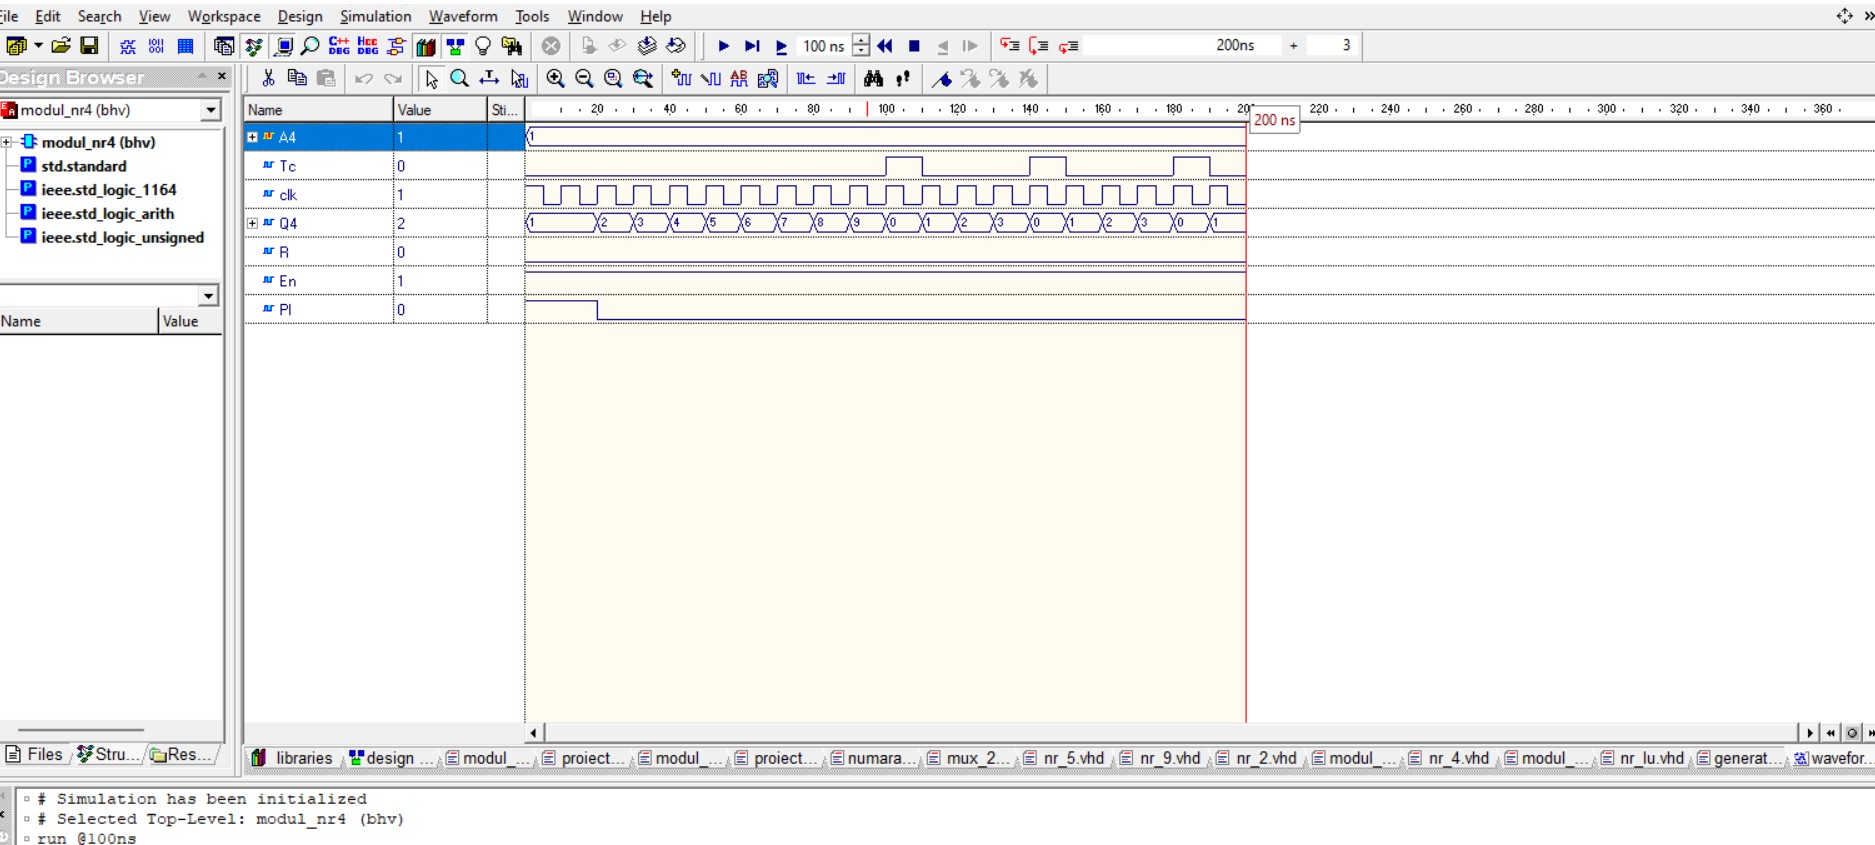 File Edit Search View Workspace Design Simulation Waveform Tools Window Help
C++ DBG Hcc DBG 100 ns 200ns + 3
Design Browser
modul_nr4 (bhv)
modul_nr4 (bhv)
std.standard
ieee.std_logic_1164
ieee.std_logic_arith
ieee.std_logic_unsigned
Name Value
Files Stru... Res...
Name Value Sti... 20 40 60 80 100 120 140 160 180 220 240 260 280 300 320 340 360
200 ns
A4 1 1
Tc 0
clk 1
Q4 2 1 2 3 4 5 6 7 8 9 0 1 2 3 0 1 2 3 0 1
R 0
En 1
Pl 0
libraries design ... modul_... proiect... modul_... proiect... numara... mux_2... nr_5.vhd nr_9.vhd nr_2.vhd modul_... nr_4.vhd modul_... nr_lu.vhd generat... wavefor...
# Simulation has been initialized
# Selected Top-Level: modul_nr4 (bhv)
run @100ns